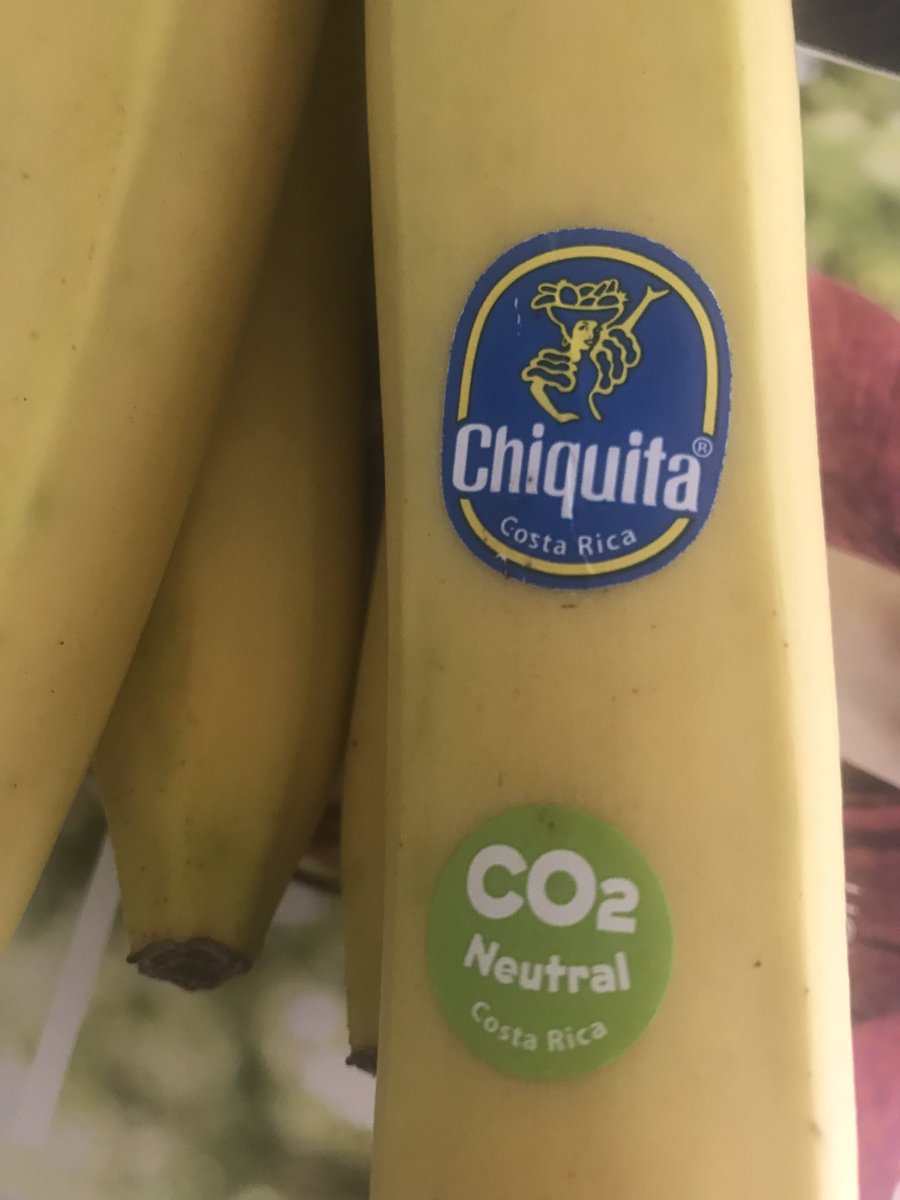 Chiquita®
Costa Rica
CO2
Neutral
Costa Rica